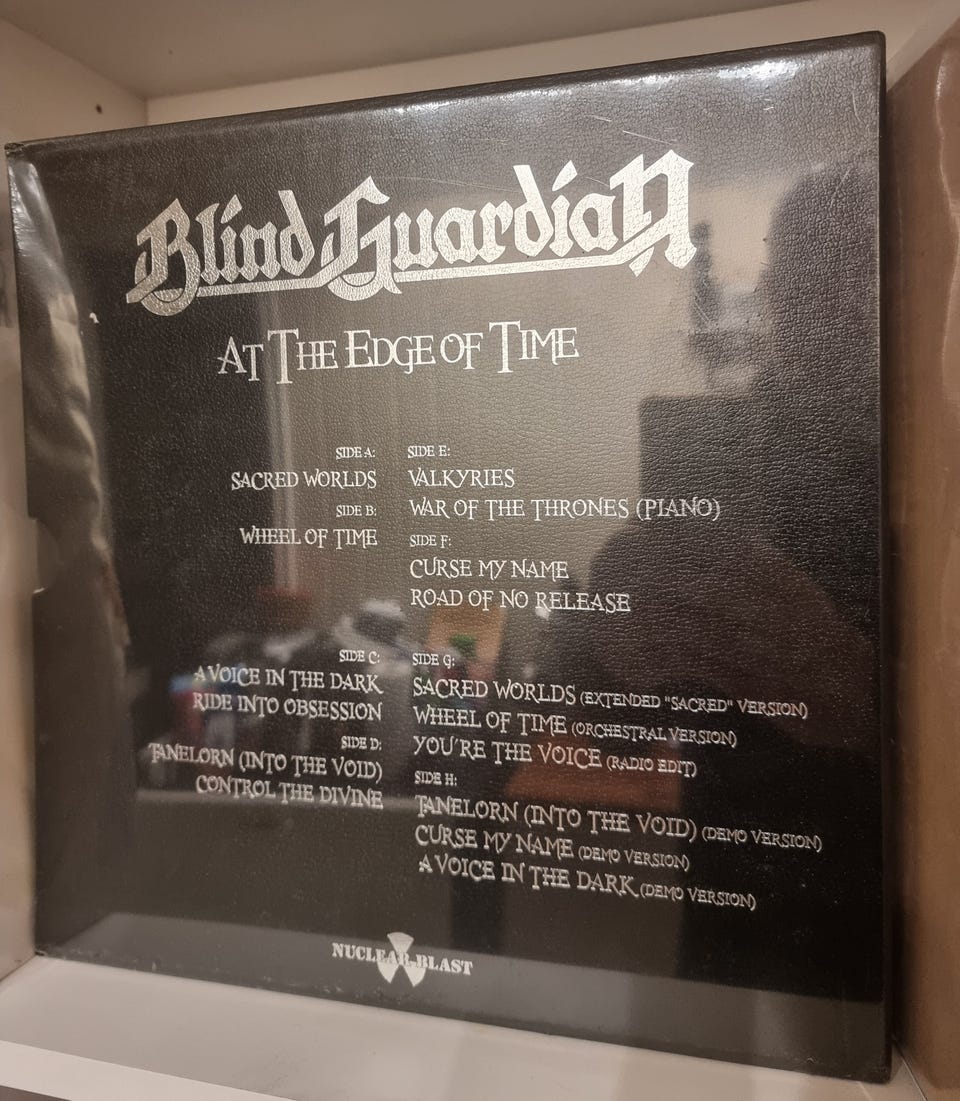 Blind Guardian
At The Edge of Time
SIDE A:
SACRED WORLDS
SIDE B:
WHEEL OF TIME
SIDE E:
VALKYRIES
WAR OF THE THRONES (PIANO)
SIDE F:
CURSE MY NAME
ROAD OF NO RELEASE
SIDE C:
A VOICE IN THE DARK
RIDE INTO OBSESSION
SIDE D:
TANELORN (INTO THE VOID)
CONTROL THE DIVINE
SIDE G:
SACRED WORLDS (EXTENDED "SACRED" VERSION)
WHEEL OF TIME (ORCHESTRAL VERSION)
YOU'RE THE VOICE (RADIO EDIT)
SIDE H:
TANELORN (INTO THE VOID) (DEMO VERSION)
CURSE MY NAME (DEMO VERSION)
A VOICE IN THE DARK (DEMO VERSION)
NUCLEAR BLAST